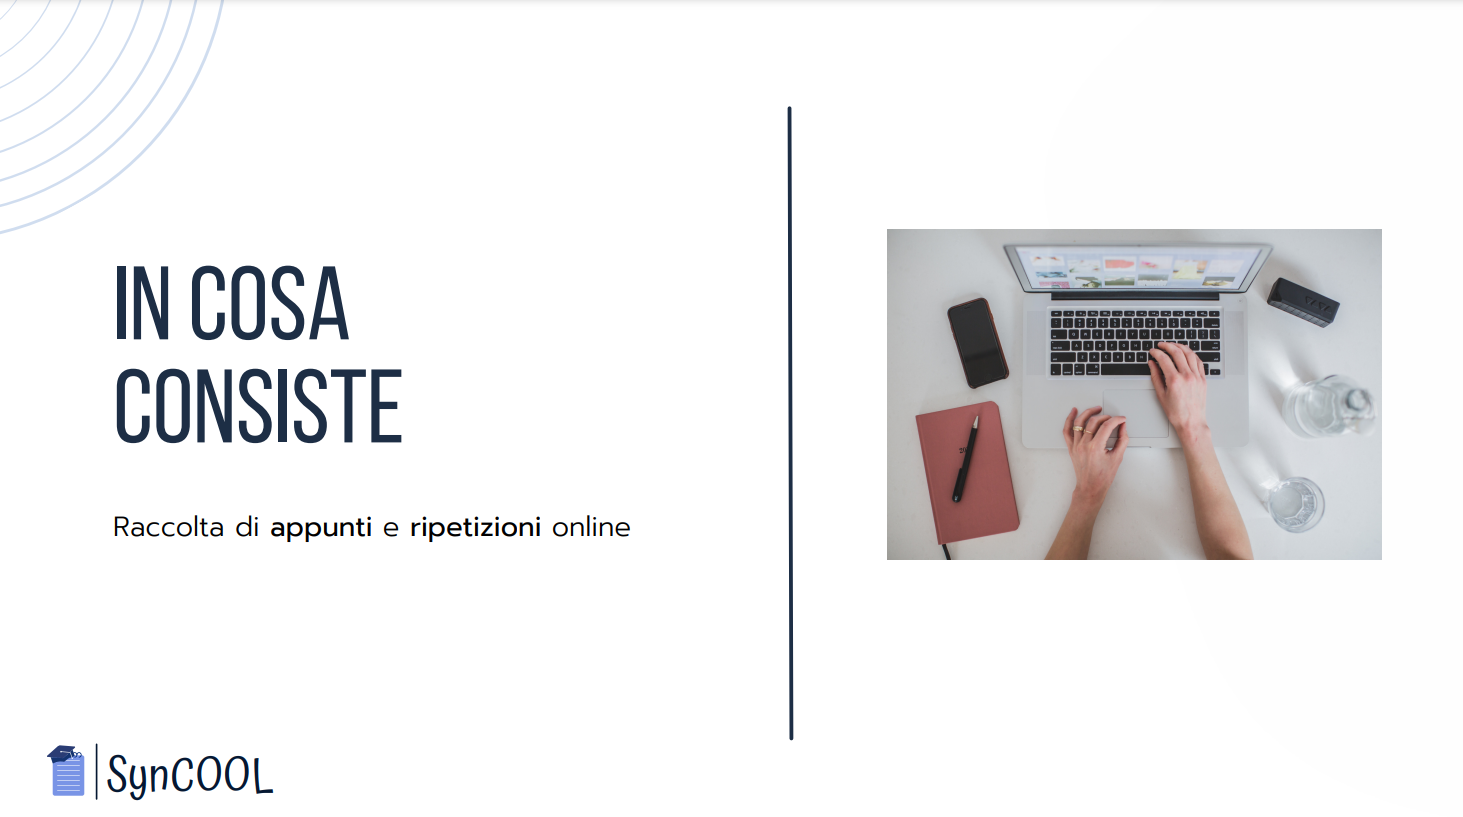 IN COSA
CONSISTE
Raccolta di appunti e ripetizioni online
SynCOOL